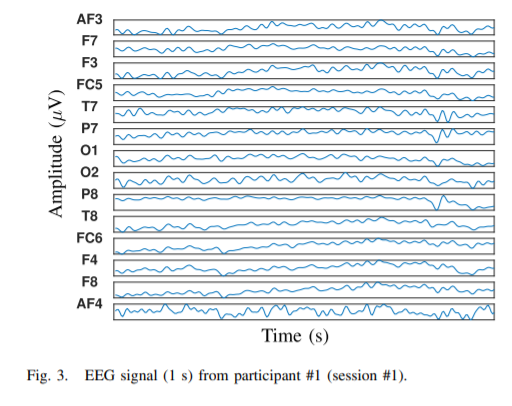 AF3
F7
F3
FC5
T7
P7
O1
O2
P8
T8
FC6
F4
F8
AF4
Amplitude (μV)
Time (s)
Fig. 3. EEG signal (1 s) from participant #1 (session #1).